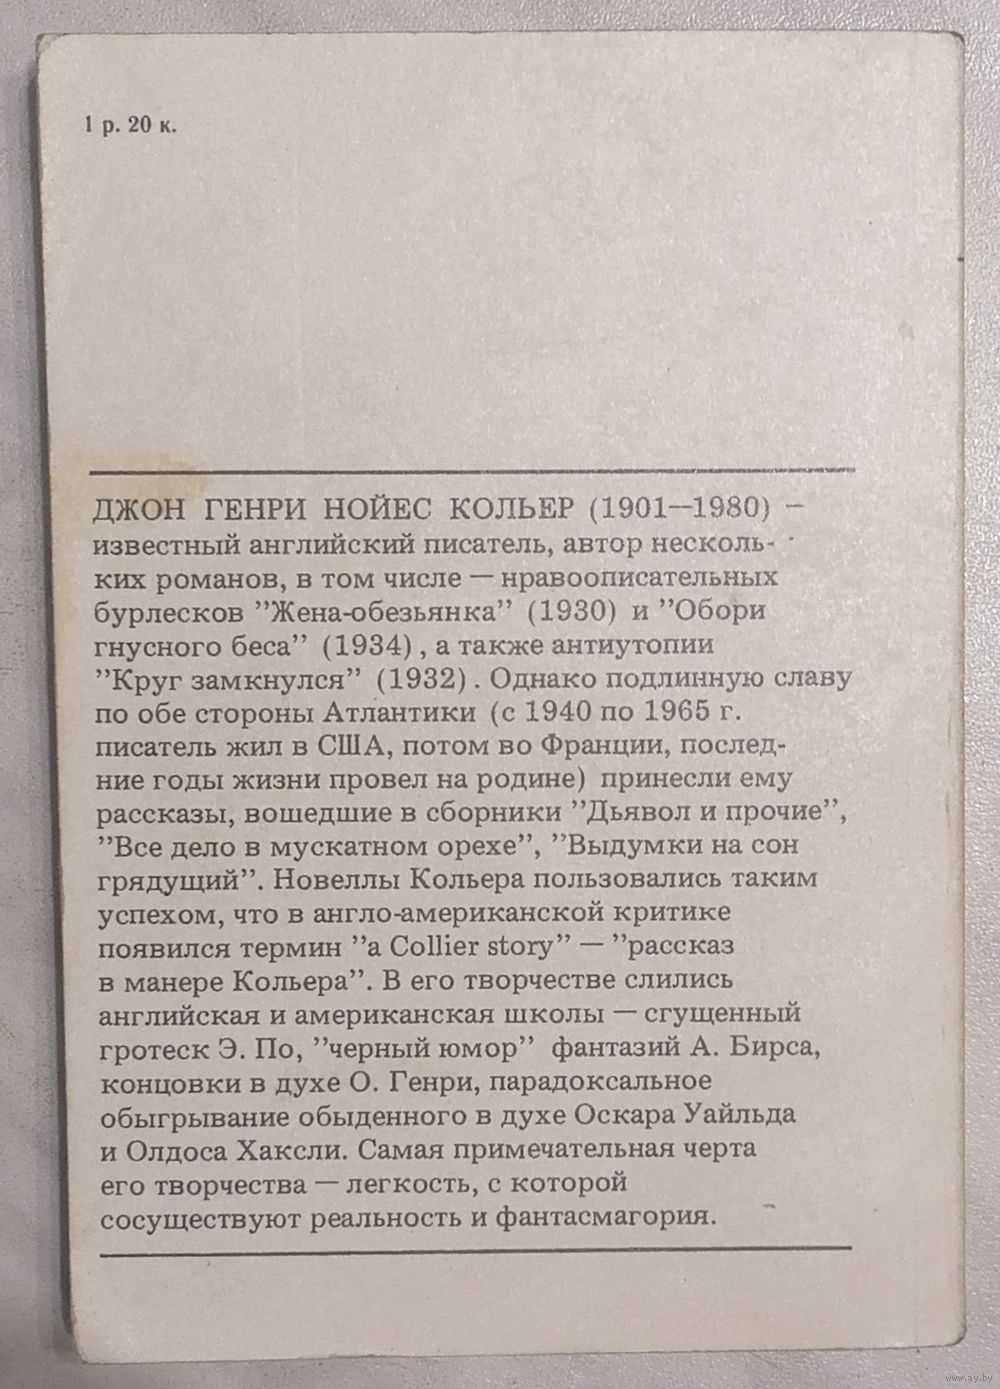 1 р. 20 к.
ДЖОН ГЕНРИ НОЙЕС КОЛЬЕР (1901—1980) —
известный английский писатель, автор несколь-
ких романов, в том числе — нравоописательных
бурлесков ”Жена-обезьянка” (1930) и ”Обори
гнусного беса” (1934), а также антиутопии
”Круг замкнулся” (1932). Однако подлинную славу
по обе стороны Атлантики (с 1940 по 1965 г.
писатель жил в США, потом во Франции, послед-
ние годы жизни провел на родине) принесли ему
рассказы, вошедшие в сборники ”Дьявол и прочие”,
”Все дело в мускатном орехе”, ”Выдумки на сон
грядущий”. Новеллы Кольера пользовались таким
успехом, что в англо-американской критике
появился термин ”a Collier story” — ”рассказ
в манере Кольера”. В его творчестве слились
английская и американская школы — сгущенный
гротеск Э. По, ”черный юмор” фантазий А. Бирса,
концовки в духе О. Генри, парадоксальное
обыгрывание обыденного в духе Оскара Уайльда
и Олдоса Хаксли. Самая примечательная черта
его творчества — легкость, с которой
сосуществуют реальность и фантасмагория.
www.ay.by